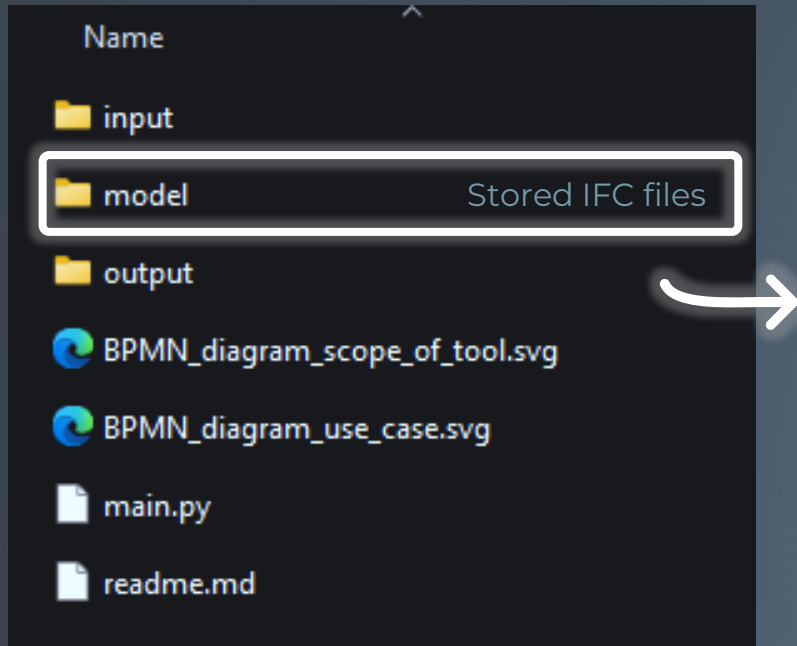 Name
input
model Stored IFC files
output
BPMN_diagram_scope_of_tool.svg
BPMN_diagram_use_case.svg
main.py
readme.md